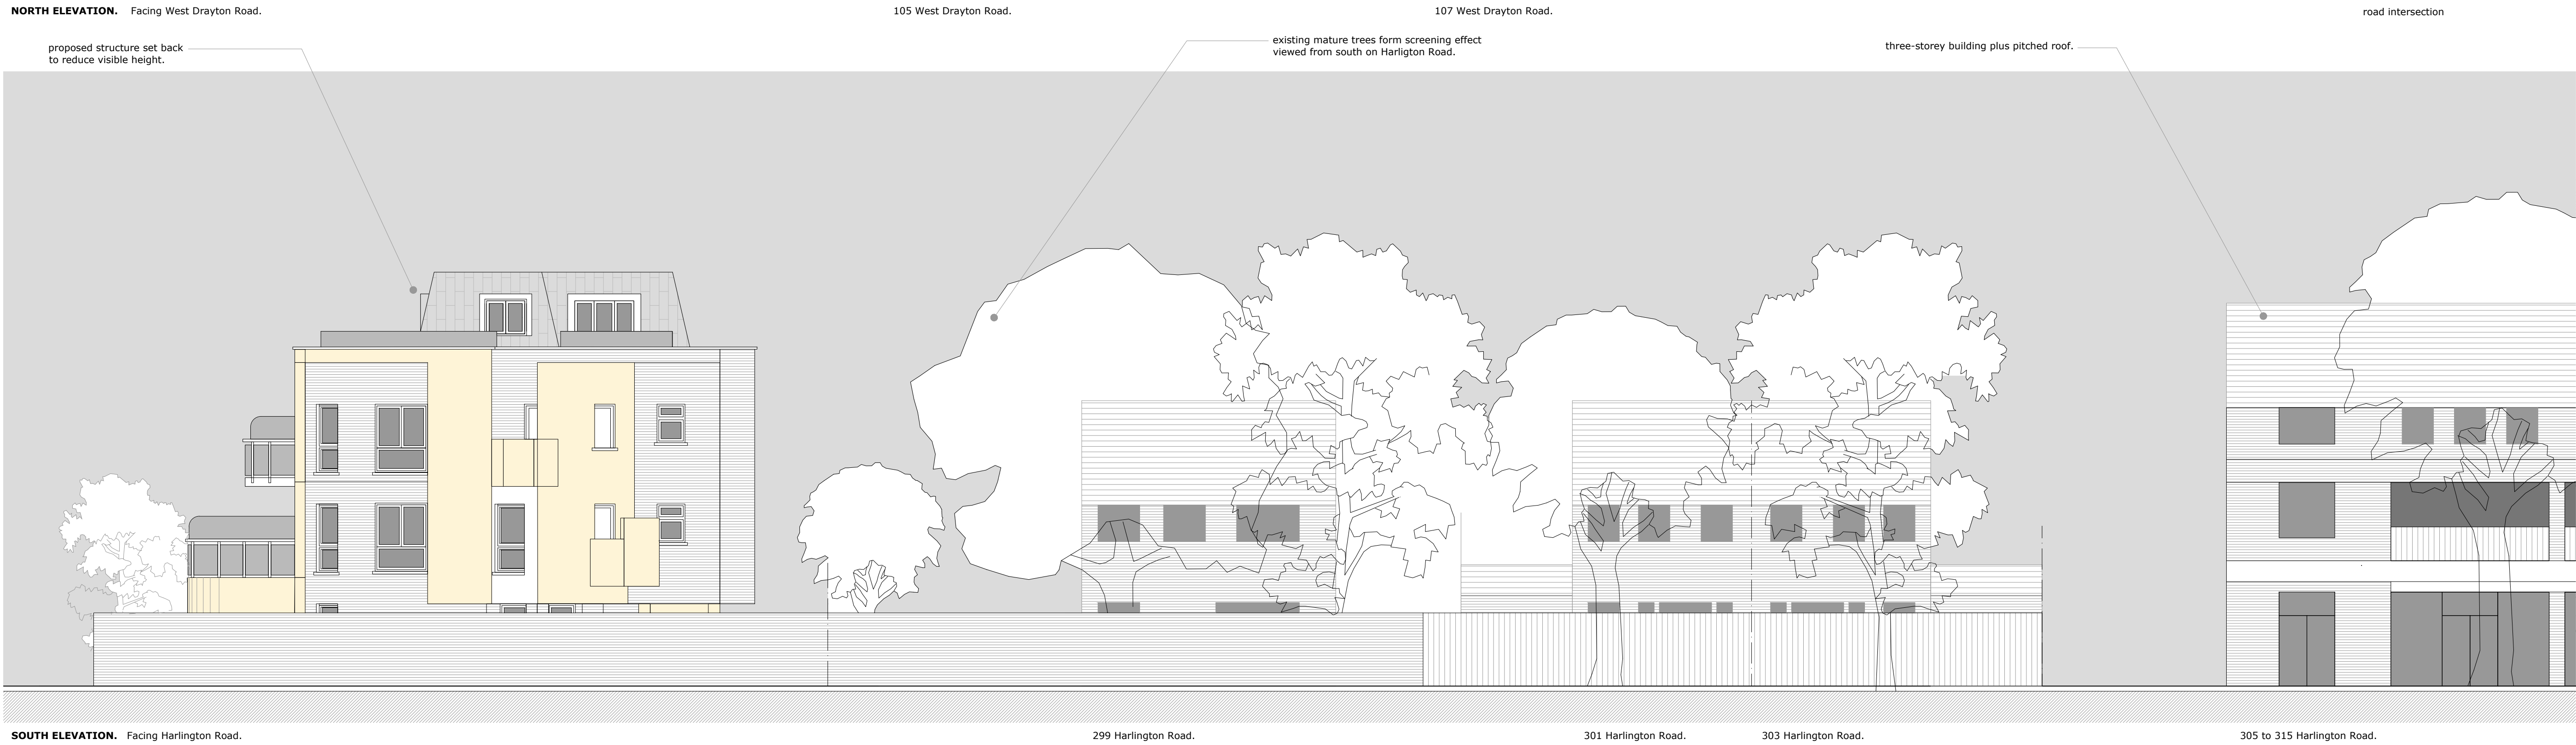 NORTH ELEVATION. Facing West Drayton Road.
105 West Drayton Road.
107 West Drayton Road.
road intersection
proposed structure set back
to reduce visible height.
existing mature trees form screening effect
viewed from south on Harligton Road.
three-storey building plus pitched roof.
SOUTH ELEVATION. Facing Harlington Road.
299 Harlington Road.
301 Harlington Road.
303 Harlington Road.
305 to 315 Harlington Road.